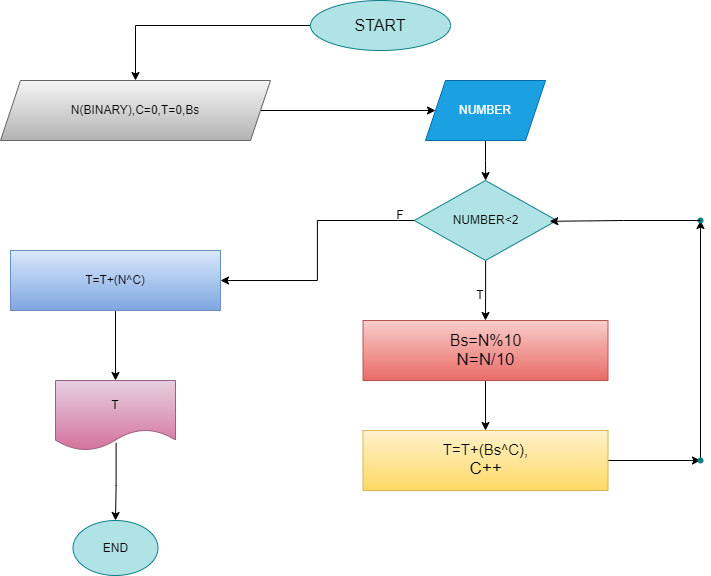 START
N(BINARY),C=0,T=0,Bs
NUMBER
NUMBER<2
F
T
T=T+(N^C)
Bs=N%10
N=N/10
T
T=T+(Bs^C),
C++
END